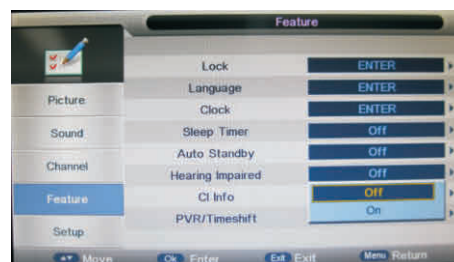 Feature
Lock ENTER
Picture
Language ENTER
Clock ENTER
Sound
Sleep Timer Off
Auto Standby Off
Channel
Hearing Impaired Off
Feature
CI Info Off
On
PVR/Timeshift
Setup
Move Ok Enter Exit Exit Menu Return